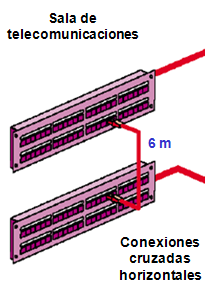 Sala de
telecomunicaciones
6 m
Conexiones
cruzadas
horizontales